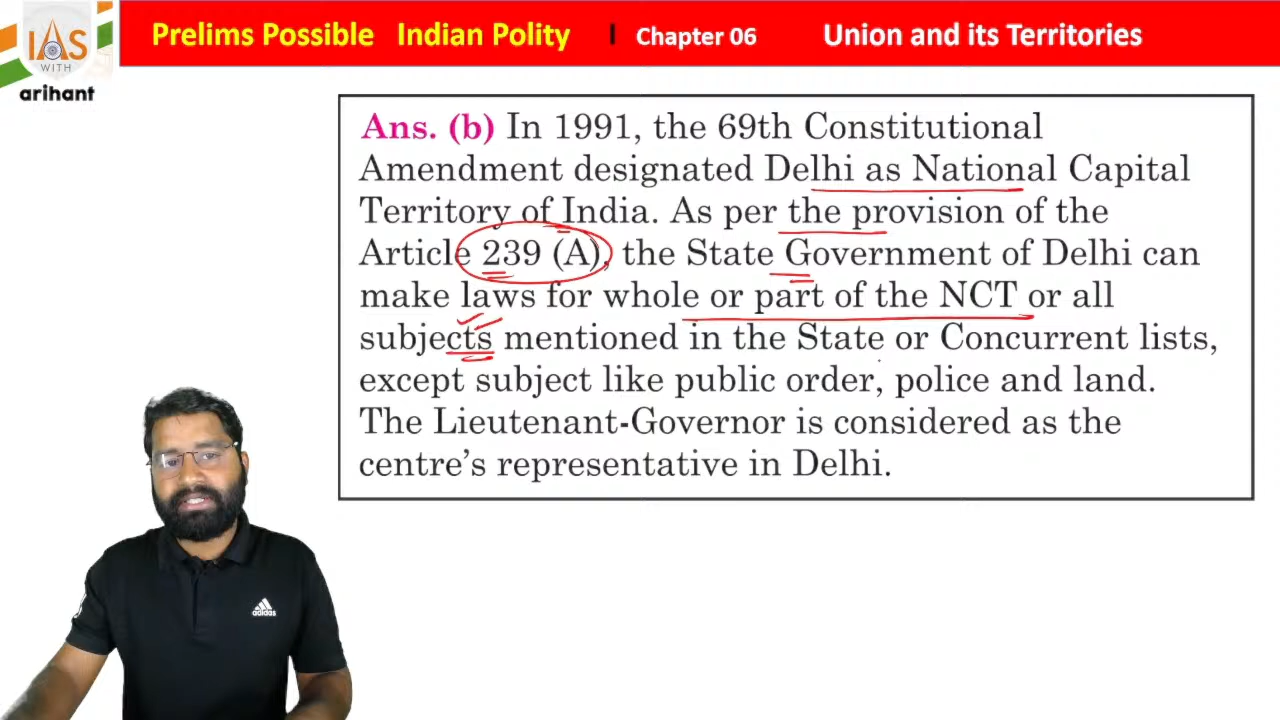 IAS
WITH
arihant
Prelims Possible Indian Polity | Chapter 06 Union and its Territories
Ans. (b) In 1991, the 69th Constitutional
Amendment designated Delhi as National Capital
Territory of India. As per the provision of the
Article 239 (A), the State Government of Delhi can
make laws for whole or part of the NCT or all
subjects mentioned in the State or Concurrent lists,
except subject like public order, police and land.
The Lieutenant-Governor is considered as the
centre's representative in Delhi.
adidas